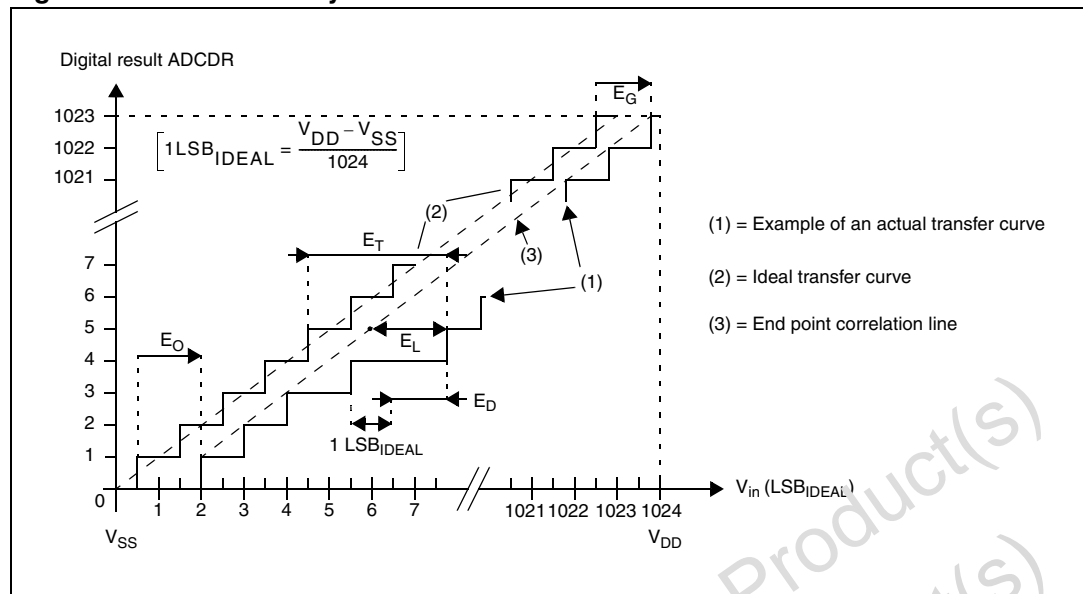 Digital result ADCDR
1023
1022
1021
7
6
5
4
3
2
1
0
[1LSB_IDEAL = (V_DD – V_SS) / 1024]
E_G
(2)
(3)
(1)
E_T
E_O
E_L
E_D
1 LSB_IDEAL
1 2 3 4 5 6 7 1021 1022 1023 1024
V_in (LSB_IDEAL)
V_SS
V_DD
(1) = Example of an actual transfer curve
(2) = Ideal transfer curve
(3) = End point correlation line
Product(s)